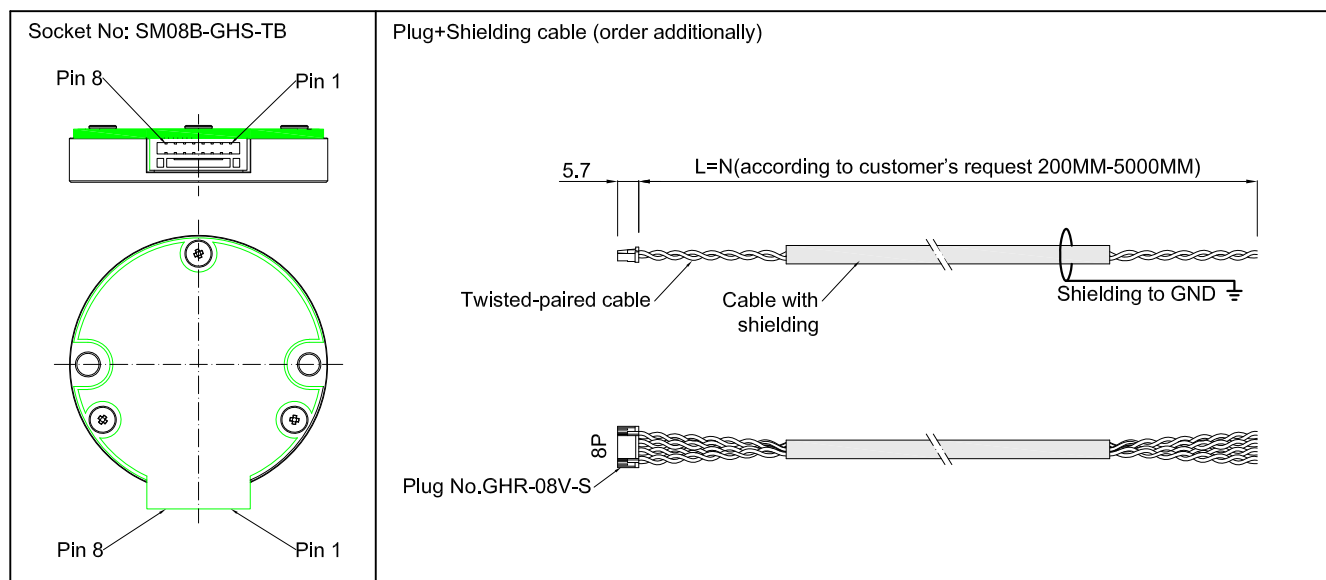 Socket No: SM08B-GHS-TB
Pin 8
Pin 1
Pin 8
Pin 1
Plug+Shielding cable (order additionally)
5.7
L=N(according to customer's request 200MM-5000MM)
Twisted-paired cable
Cable with
shielding
Shielding to GND
8P
Plug No.GHR-08V-S